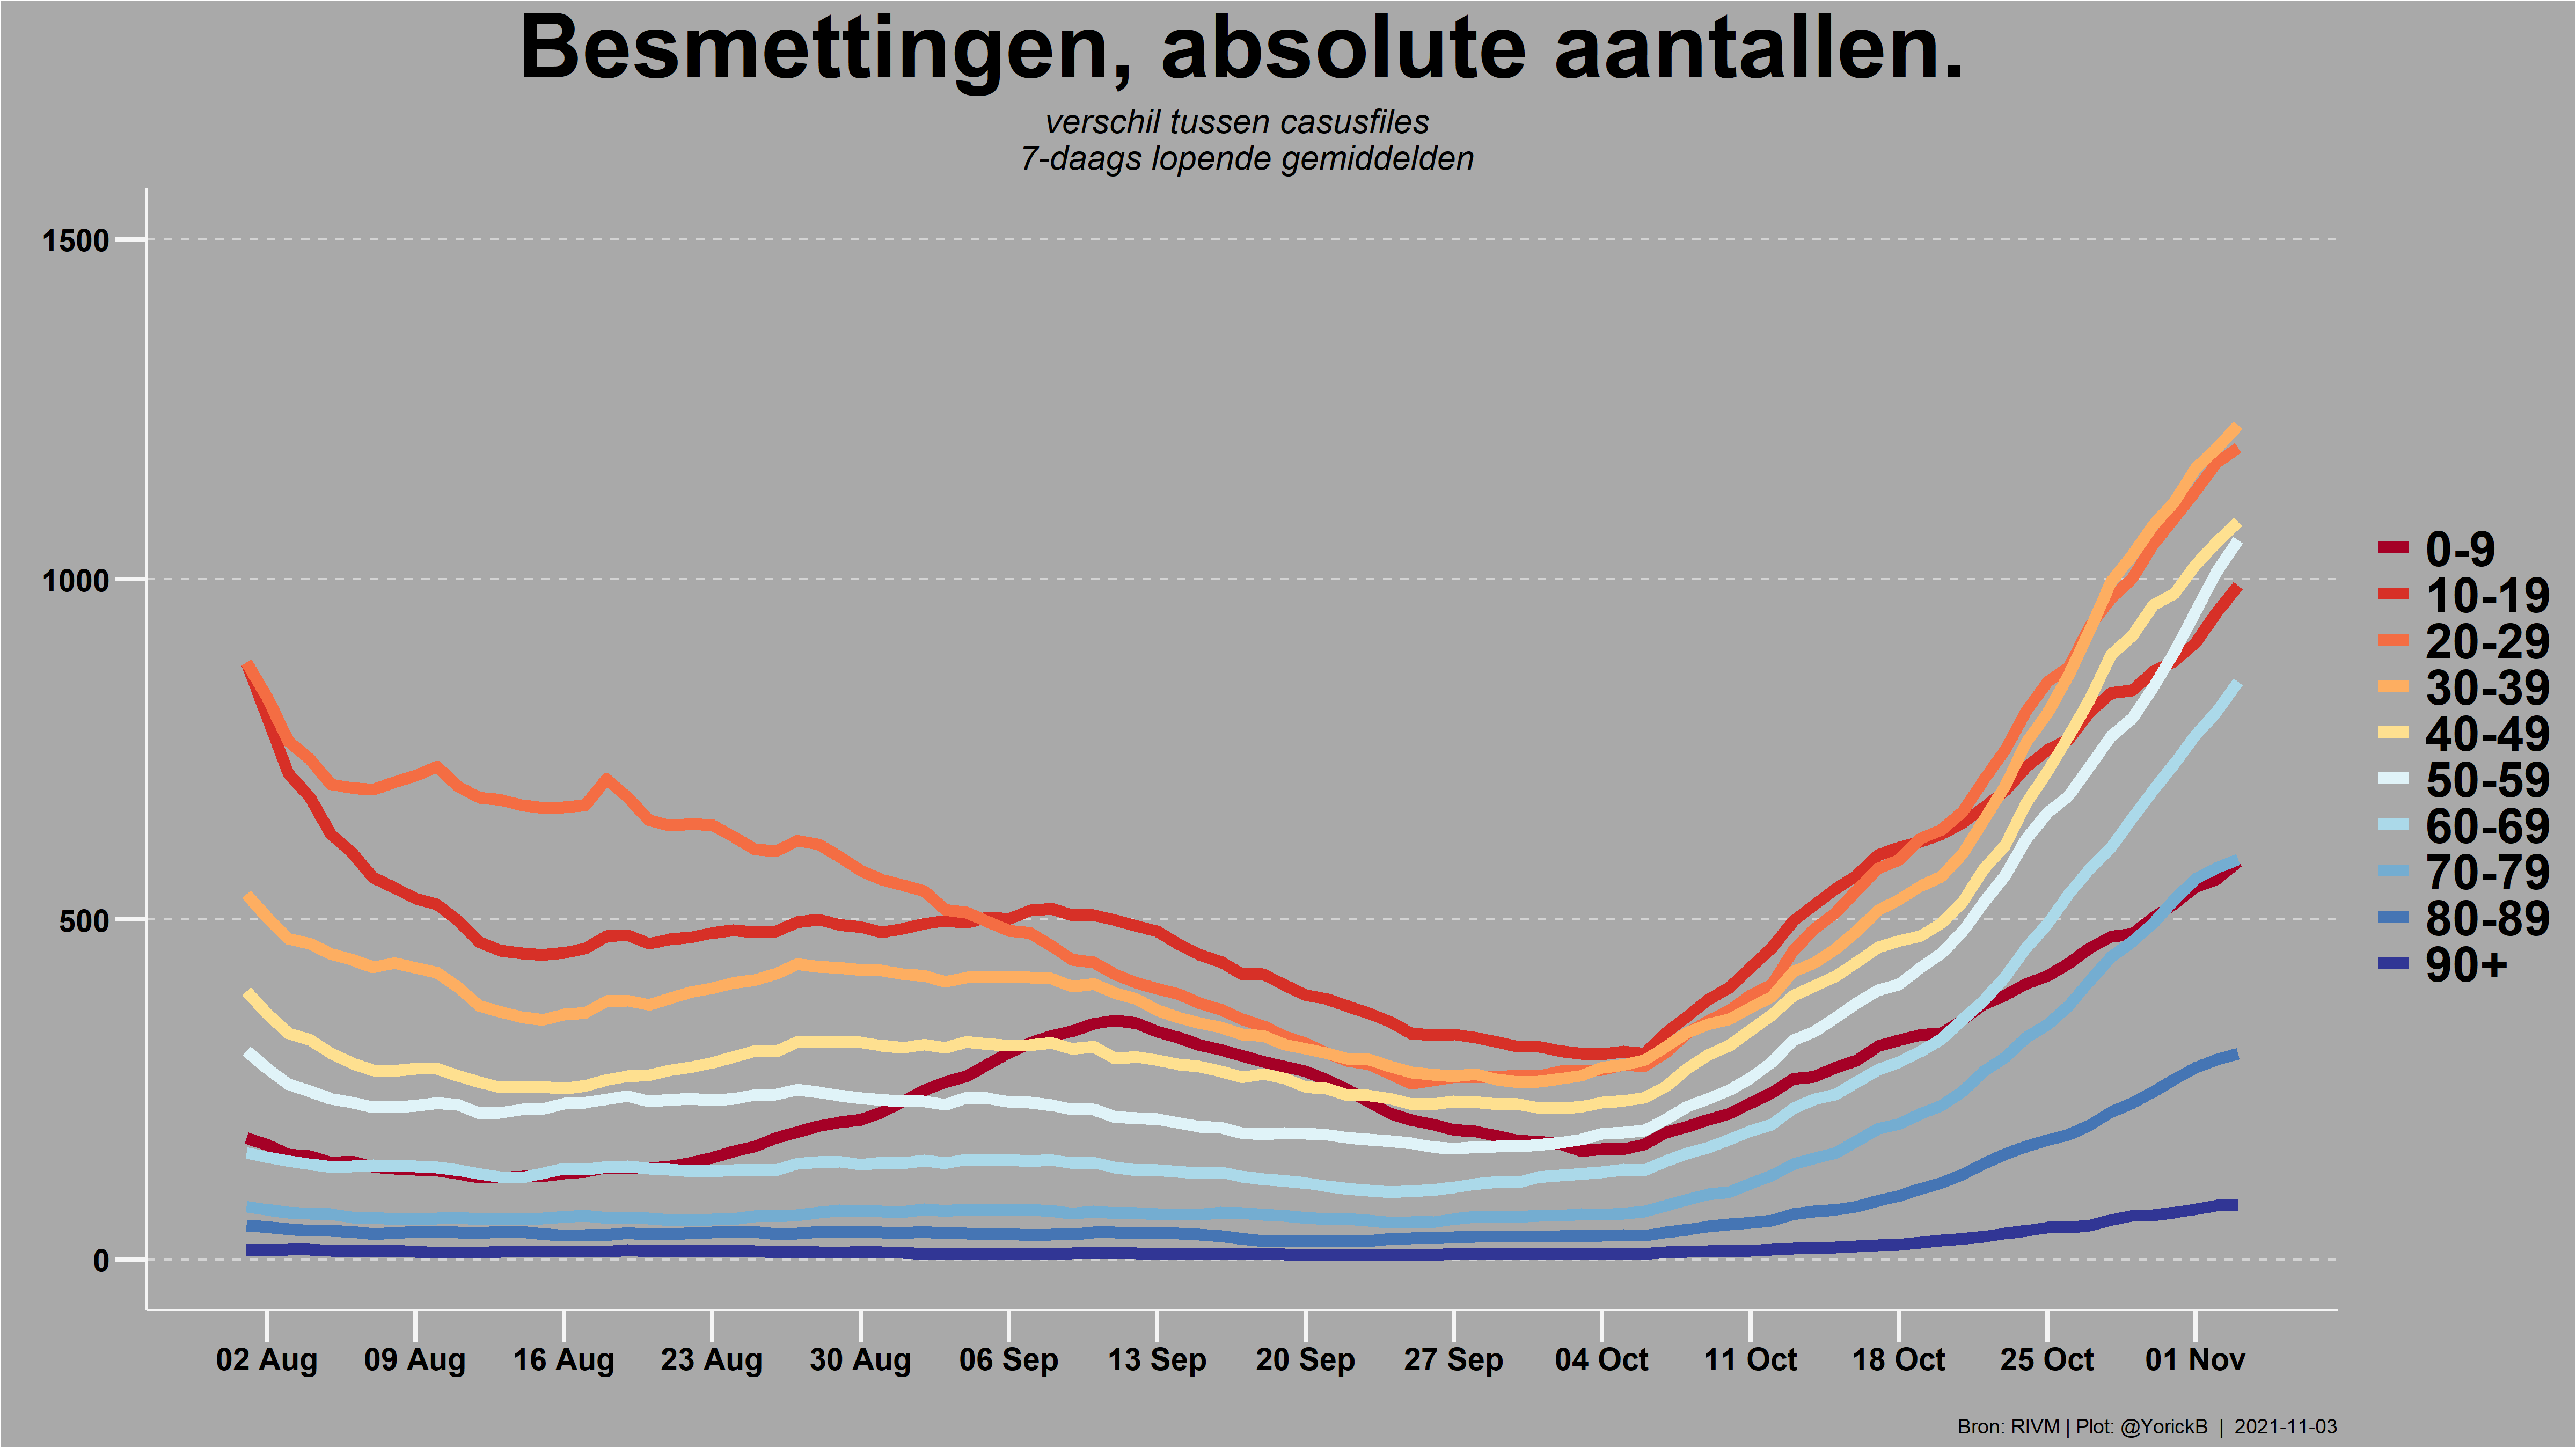 Besmettingen, absolute aantallen.
verschil tussen casusfiles
7-daags lopende gemiddelden
1500
1000
500
0
0-9
10-19
20-29
30-39
40-49
50-59
60-69
70-79
80-89
90+
02 Aug 09 Aug 16 Aug 23 Aug 30 Aug 06 Sep 13 Sep 20 Sep 27 Sep 04 Oct 11 Oct 18 Oct 25 Oct 01 Nov
Bron: RIVM | Plot: @YorickB | 2021-11-03